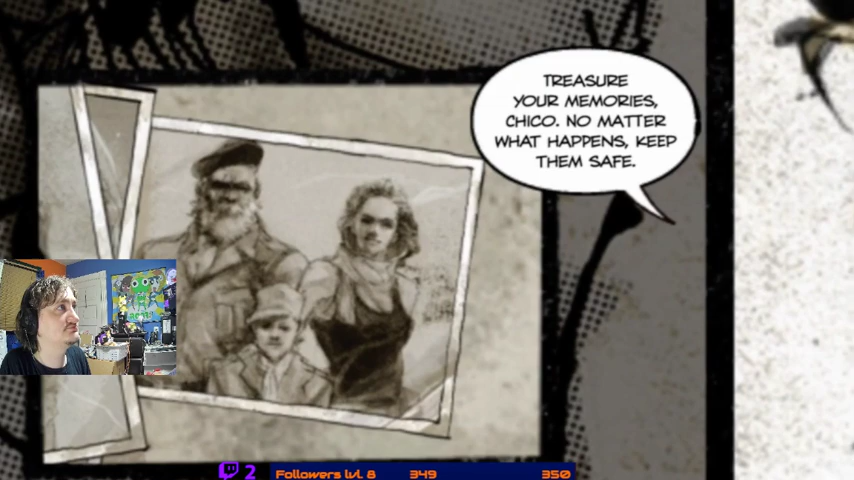 TREASURE
YOUR MEMORIES,
CHICO. NO MATTER
WHAT HAPPENS, KEEP
THEM SAFE.
2 Followers lvl. 8 349 350